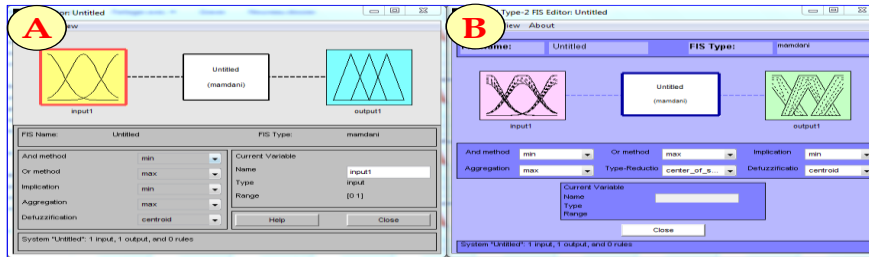 A
Editor: Untitled
View
Untitled
(mamdani)
input1
output1
FIS Name: Untitled FIS Type: mamdani
And method min
Or method max
Implication min
Aggregation max
Defuzzification centroid
Current Variable
Name input1
Type input
Range [0 1]
Help Close
System "Untitled": 1 input, 1 output, and 0 rules
B
Type-2 FIS Editor: Untitled
View About
Name: Untitled FIS Type: mamdani
Untitled
(mamdani)
input1
output1
And method min Or method max Implication min
Aggregation max Type-Reductio center_of_s... Defuzzificatio centroid
Current Variable
Name
Type
Range
Close
System "Untitled": 1 input, 1 output, and 0 rules